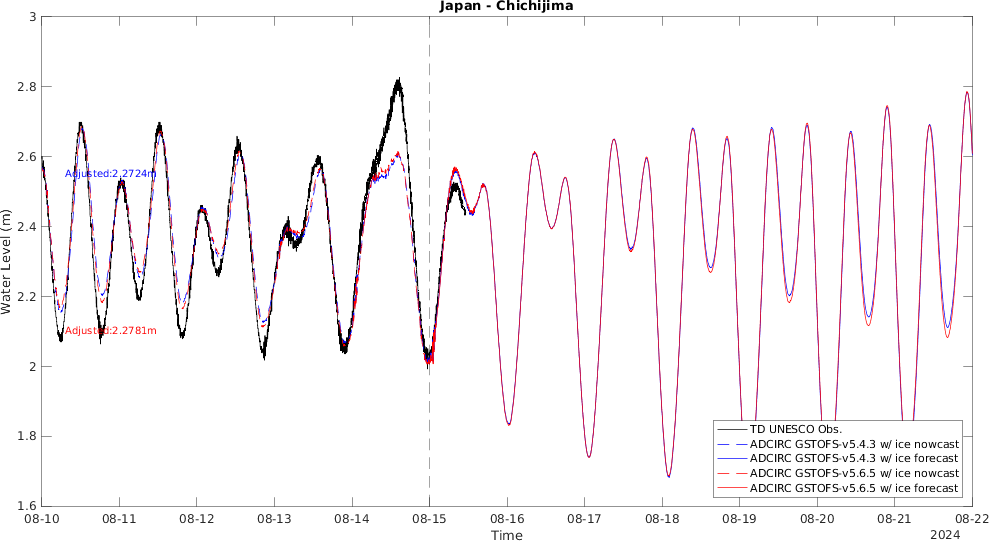 Japan - Chichijima
3
2.8
2.6
2.4
2.2
2
1.8
1.6
Water Level (m)
Adjusted:2.2724m
Adjusted:2.2781m
TD UNESCO Obs.
ADCIRC GSTOFS-v5.4.3 w/ ice nowcast
ADCIRC GSTOFS-v5.4.3 w/ ice forecast
ADCIRC GSTOFS-v5.6.5 w/ ice nowcast
ADCIRC GSTOFS-v5.6.5 w/ ice forecast
08-10 08-11 08-12 08-13 08-14 08-15 08-16 08-17 08-18 08-19 08-20 08-21 08-22
Time
2024